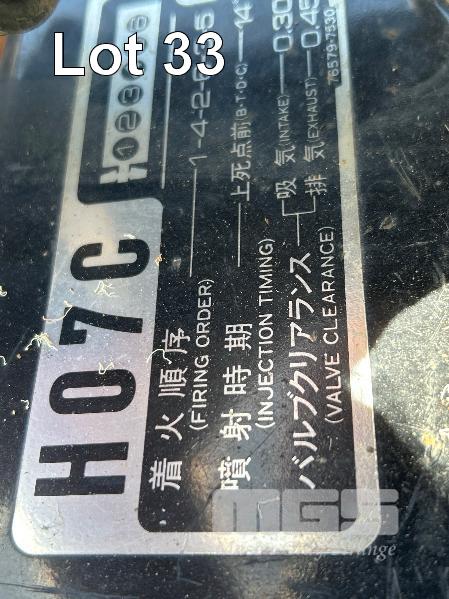 Lot 33
H07C
着火順序 1-4-2-6-3-5
(FIRING ORDER)
噴射時期 上死点前(B·T·D·C) 14°
(INJECTION TIMING)
バルブクリアランス 吸気(INTAKE) 0.30
(VALVE CLEARANCE) 排気(EXHAUST) 0.45
76579-7530
MGS